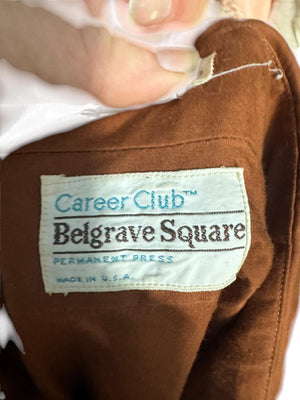 Career Club™
Belgrave Square
PERMANENT PRESS
MADE IN U.S.A.